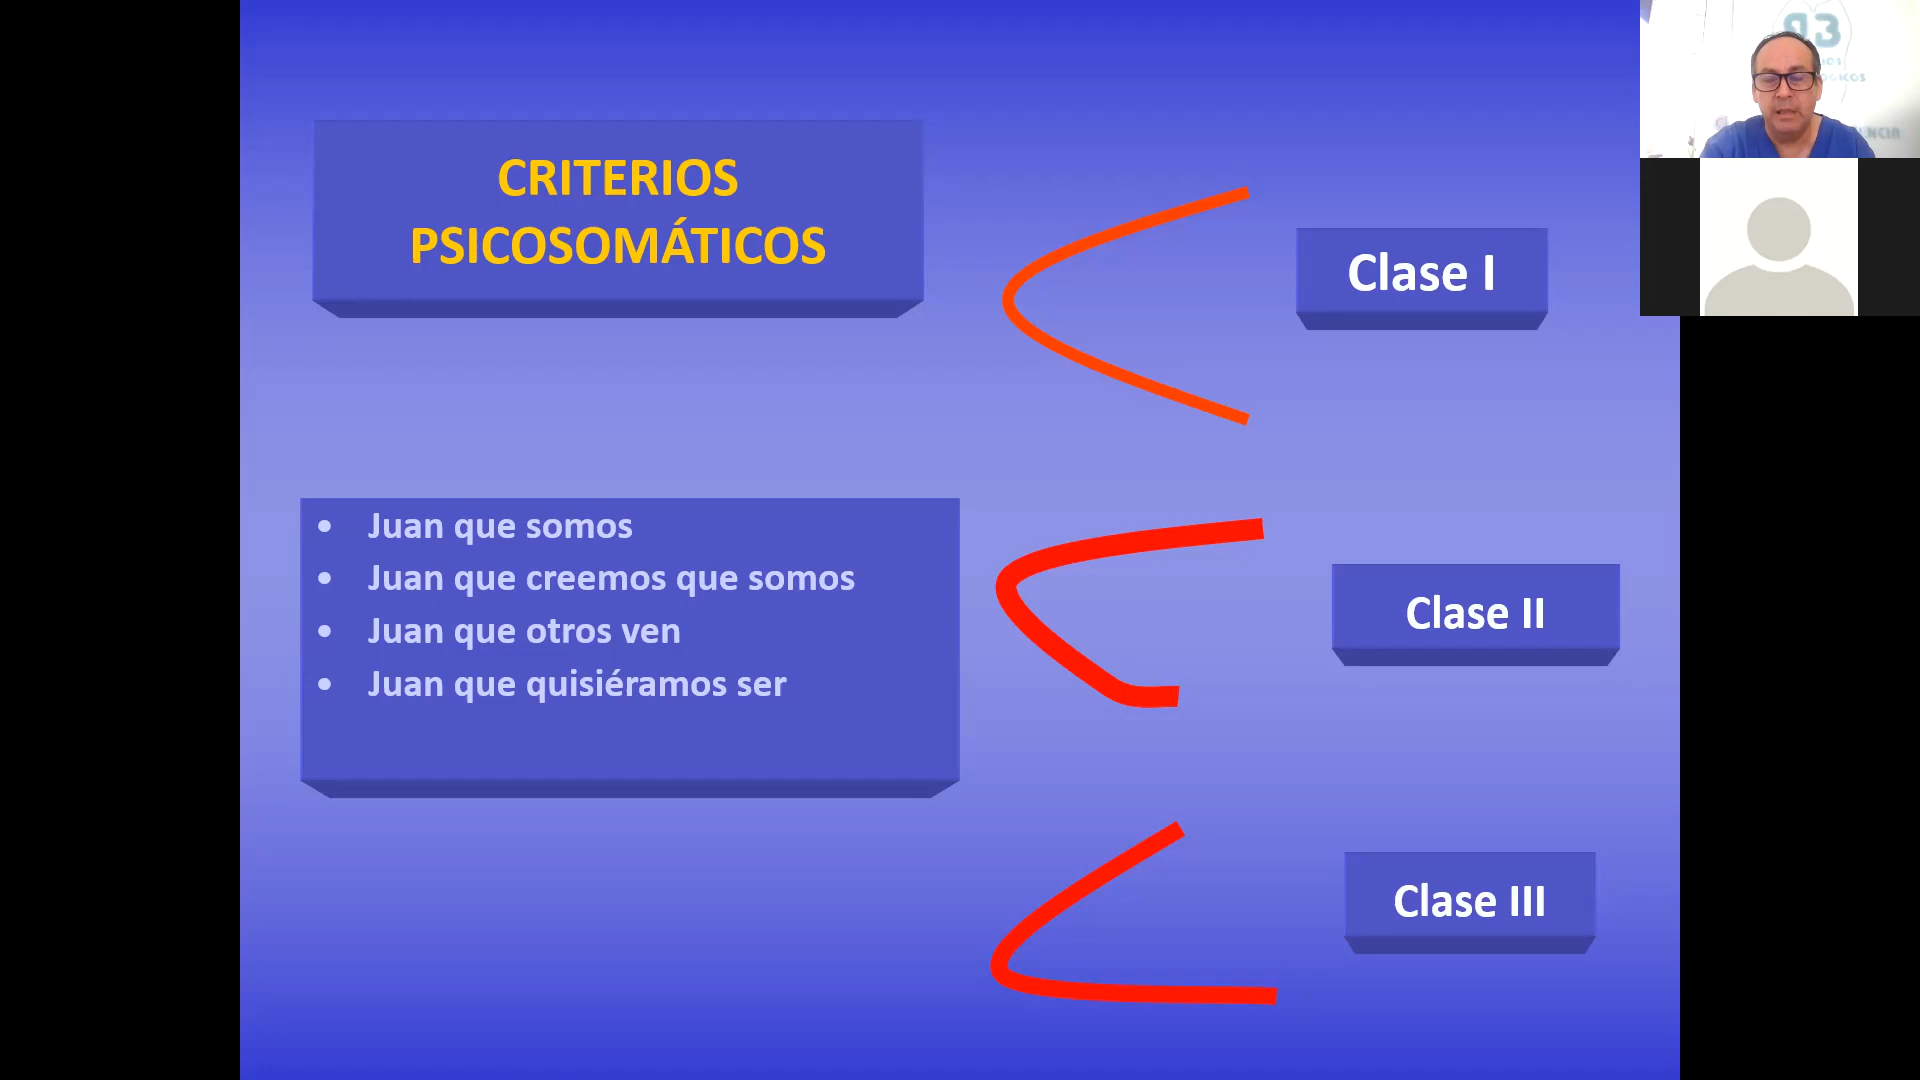 CRITERIOS
PSICOSOMÁTICOS
Clase I
• Juan que somos
• Juan que creemos que somos
• Juan que otros ven
• Juan que quisiéramos ser
Clase II
Clase III